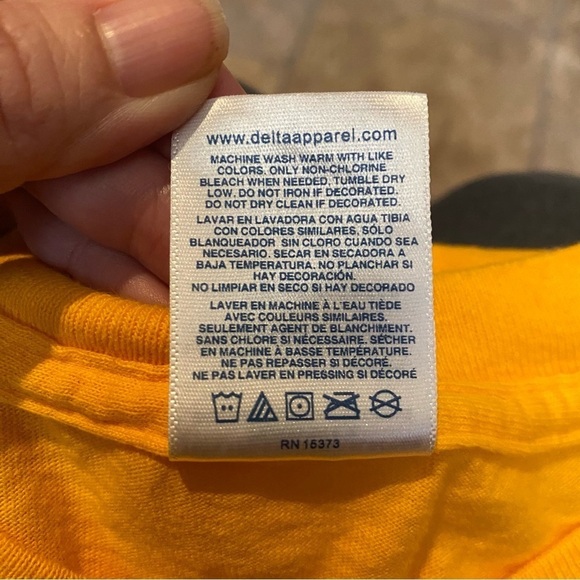 www.deltaapparel.com
MACHINE WASH WARM WITH LIKE
COLORS. ONLY NON-CHLORINE
BLEACH WHEN NEEDED. TUMBLE DRY
LOW. DO NOT IRON IF DECORATED.
DO NOT DRY CLEAN IF DECORATED.
LAVAR EN LAVADORA CON AGUA TIBIA
CON COLORES SIMILARES, SÓLO
BLANQUEADOR SIN CLORO CUANDO SEA
NECESARIO. SECAR EN SECADORA A
BAJA TEMPERATURA. NO PLANCHAR SI
HAY DECORACIÓN.
NO LIMPIAR EN SECO SI HAY DECORADO
LAVER EN MACHINE À L'EAU TIÈDE
AVEC COULEURS SIMILAIRES.
SEULEMENT AGENT DE BLANCHIMENT.
SANS CHLORE SI NÉCESSAIRE. SÉCHER
EN MACHINE À BASSE TEMPÉRATURE.
NE PAS REPASSER SI DÉCORÉ.
NE PAS LAVER EN PRESSING SI DÉCORÉ
RN 15373